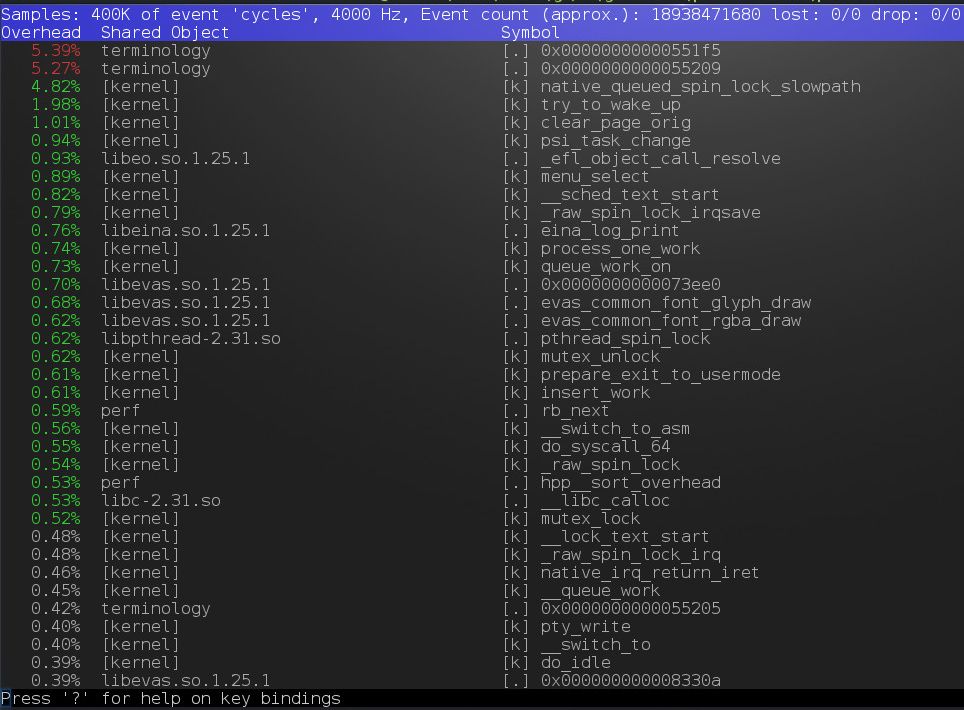 Samples: 400K of event 'cycles', 4000 Hz, Event count (approx.): 18938471680 lost: 0/0 drop: 0/0
Overhead  Shared Object  Symbol
5.39%  terminology  [.] 0x00000000000551f5
5.27%  terminology  [.] 0x0000000000055209
4.82%  [kernel]  [k] native_queued_spin_lock_slowpath
1.98%  [kernel]  [k] try_to_wake_up
1.01%  [kernel]  [k] clear_page_orig
0.94%  [kernel]  [k] psi_task_change
0.93%  libeo.so.1.25.1  [.] _efl_object_call_resolve
0.89%  [kernel]  [k] menu_select
0.82%  [kernel]  [k] __sched_text_start
0.79%  [kernel]  [k] _raw_spin_lock_irqsave
0.76%  libeina.so.1.25.1  [.] eina_log_print
0.74%  [kernel]  [k] process_one_work
0.73%  [kernel]  [k] queue_work_on
0.70%  libevas.so.1.25.1  [.] 0x0000000000073ee0
0.68%  libevas.so.1.25.1  [.] evas_common_font_glyph_draw
0.62%  libevas.so.1.25.1  [.] evas_common_font_rgba_draw
0.62%  libpthread-2.31.so  [.] pthread_spin_lock
0.62%  [kernel]  [k] mutex_unlock
0.61%  [kernel]  [k] prepare_exit_to_usermode
0.61%  [kernel]  [k] insert_work
0.59%  perf  [.] rb_next
0.56%  [kernel]  [k] __switch_to_asm
0.55%  [kernel]  [k] do_syscall_64
0.54%  [kernel]  [k] _raw_spin_lock
0.53%  perf  [.] hpp__sort_overhead
0.53%  libc-2.31.so  [.] __libc_calloc
0.52%  [kernel]  [k] mutex_lock
0.48%  [kernel]  [k] __lock_text_start
0.48%  [kernel]  [k] _raw_spin_lock_irq
0.46%  [kernel]  [k] native_irq_return_iret
0.45%  [kernel]  [k] __queue_work
0.42%  terminology  [.] 0x0000000000055205
0.40%  [kernel]  [k] pty_write
0.40%  [kernel]  [k] __switch_to
0.39%  [kernel]  [k] do_idle
0.39%  libevas.so.1.25.1  [.] 0x000000000008330a
Press '?' for help on key bindings